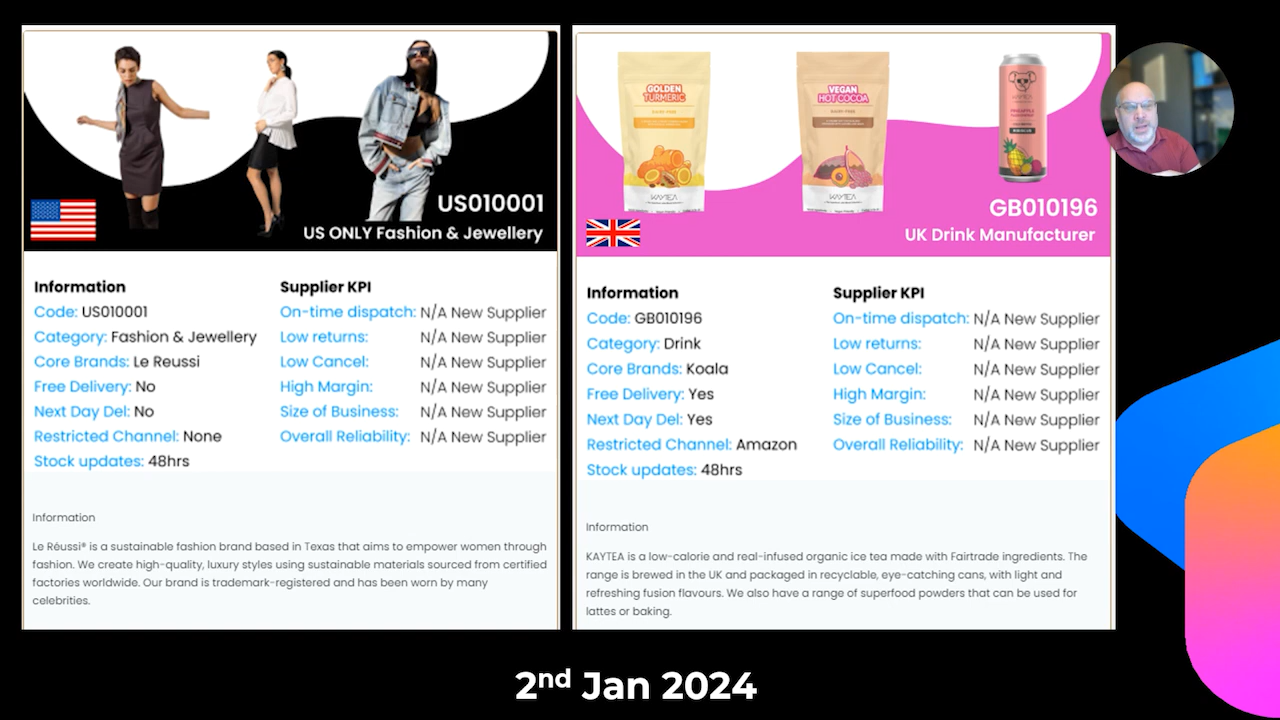 US010001
US ONLY Fashion & Jewellery
Information
Code: US010001
Category: Fashion & Jewellery
Core Brands: Le Reussi
Free Delivery: No
Next Day Del: No
Restricted Channel: None
Stock updates: 48hrs
Supplier KPI
On-time dispatch: N/A New Supplier
Low returns: N/A New Supplier
Low Cancel: N/A New Supplier
High Margin: N/A New Supplier
Size of Business: N/A New Supplier
Overall Reliability: N/A New Supplier
Information
Le Réussi® is a sustainable fashion brand based in Texas that aims to empower women through
fashion. We create high-quality, luxury styles using sustainable materials sourced from certified
factories worldwide. Our brand is trademark-registered and has been worn by many
celebrities.
GOLDEN
TURMERIC
KAYTEA
VEGAN
HOT COCOA
KAYTEA
GB010196
UK Drink Manufacturer
Information
Code: GB010196
Category: Drink
Core Brands: Koala
Free Delivery: Yes
Next Day Del: Yes
Restricted Channel: Amazon
Stock updates: 48hrs
Supplier KPI
On-time dispatch: N/A New Supplier
Low returns: N/A New Supplier
Low Cancel: N/A New Supplier
High Margin: N/A New Supplier
Size of Business: N/A New Supplier
Overall Reliability: N/A New Supplier
Information
KAYTEA is a low-calorie and real-infused organic ice tea made with Fairtrade ingredients. The
range is brewed in the UK and packaged in recyclable, eye-catching cans, with light and
refreshing fusion flavours. We also have a range of superfood powders that can be used for
lattes or baking.
2nd Jan 2024